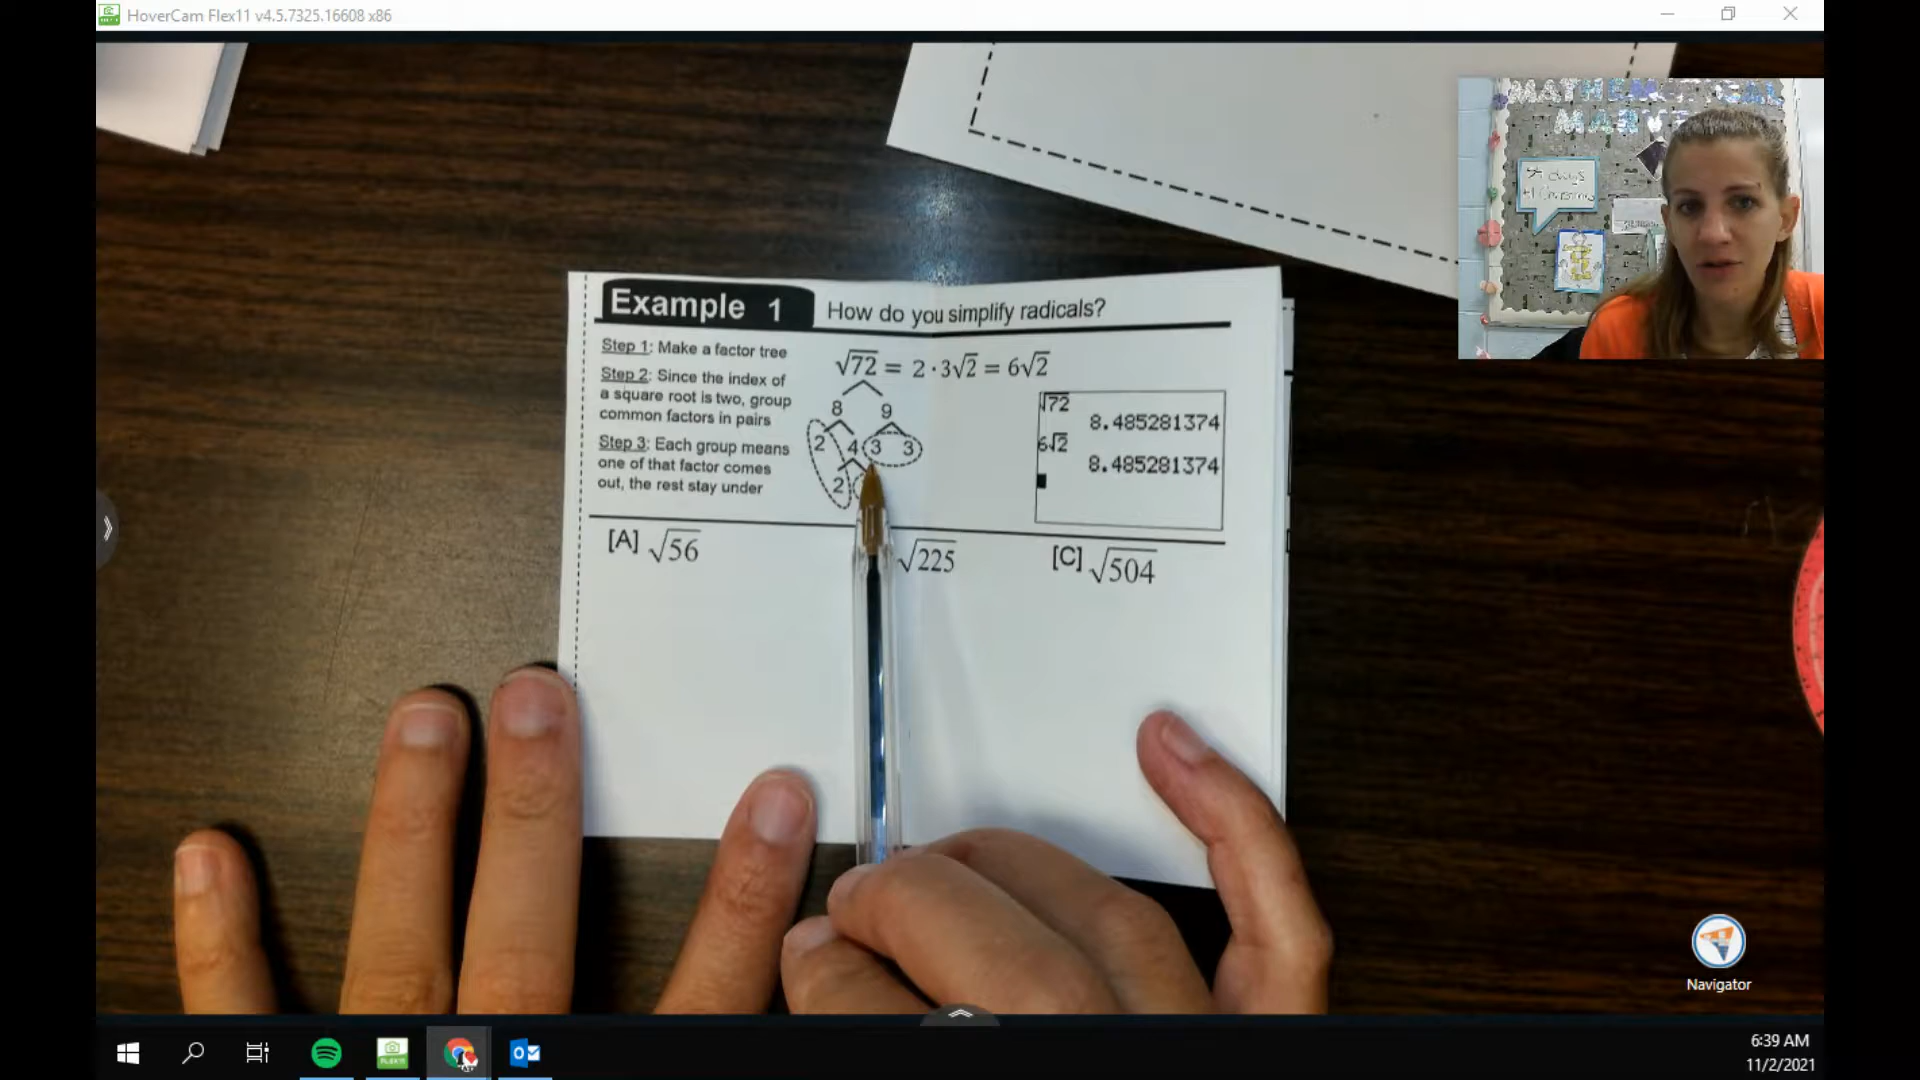 HoverCam Flex11 v4.5.7325.16608 x86
MATHEM
MAR
days
Example 1 How do you simplify radicals?
Step 1: Make a factor tree
Step 2: Since the index of
a square root is two, group
common factors in pairs
Step 3: Each group means
one of that factor comes
out, the rest stay under
√72 = 2 · 3√2 = 6√2
8 9
2 4 3 3
2
√72
8.485281374
6√2
8.485281374
[A] √56
√225
[C] √504
Navigator
FLEX11
6:39 AM
11/2/2021